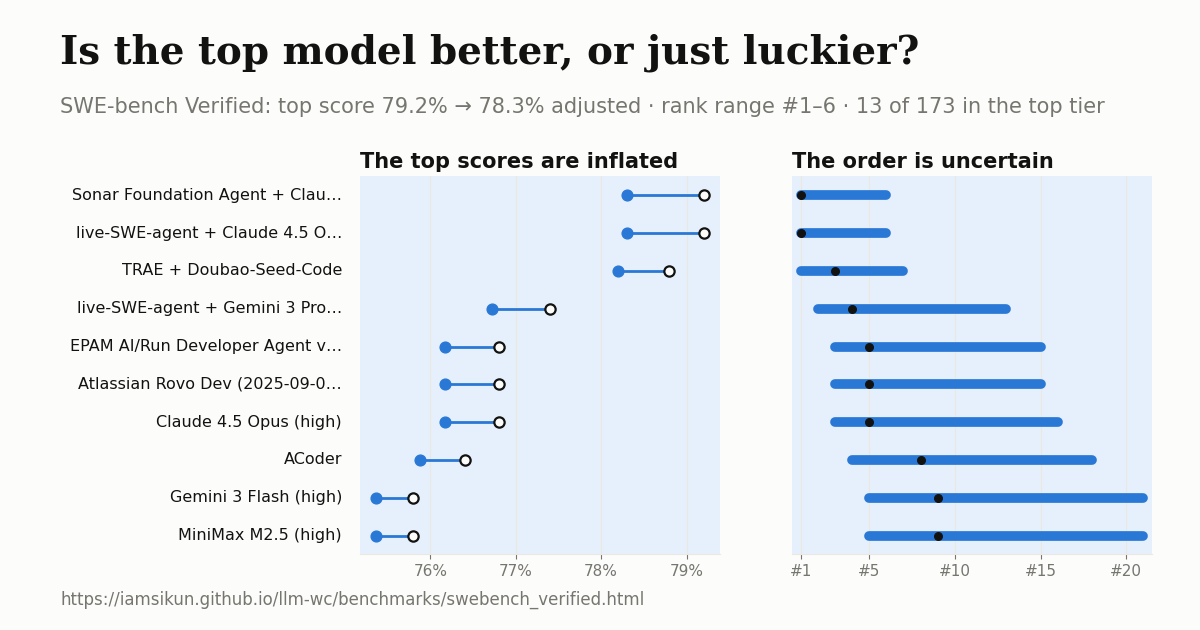 Is the top model better, or just luckier?
SWE-bench Verified: top score 79.2% → 78.3% adjusted · rank range #1–6 · 13 of 173 in the top tier
The top scores are inflated
The order is uncertain
Sonar Foundation Agent + Clau…
live-SWE-agent + Claude 4.5 O…
TRAE + Doubao-Seed-Code
live-SWE-agent + Gemini 3 Pro…
EPAM AI/Run Developer Agent v…
Atlassian Rovo Dev (2025-09-0…
Claude 4.5 Opus (high)
ACoder
Gemini 3 Flash (high)
MiniMax M2.5 (high)
76% 77% 78% 79%
#1 #5 #10 #15 #20
https://iamsikun.github.io/llm-wc/benchmarks/swebench_verified.html